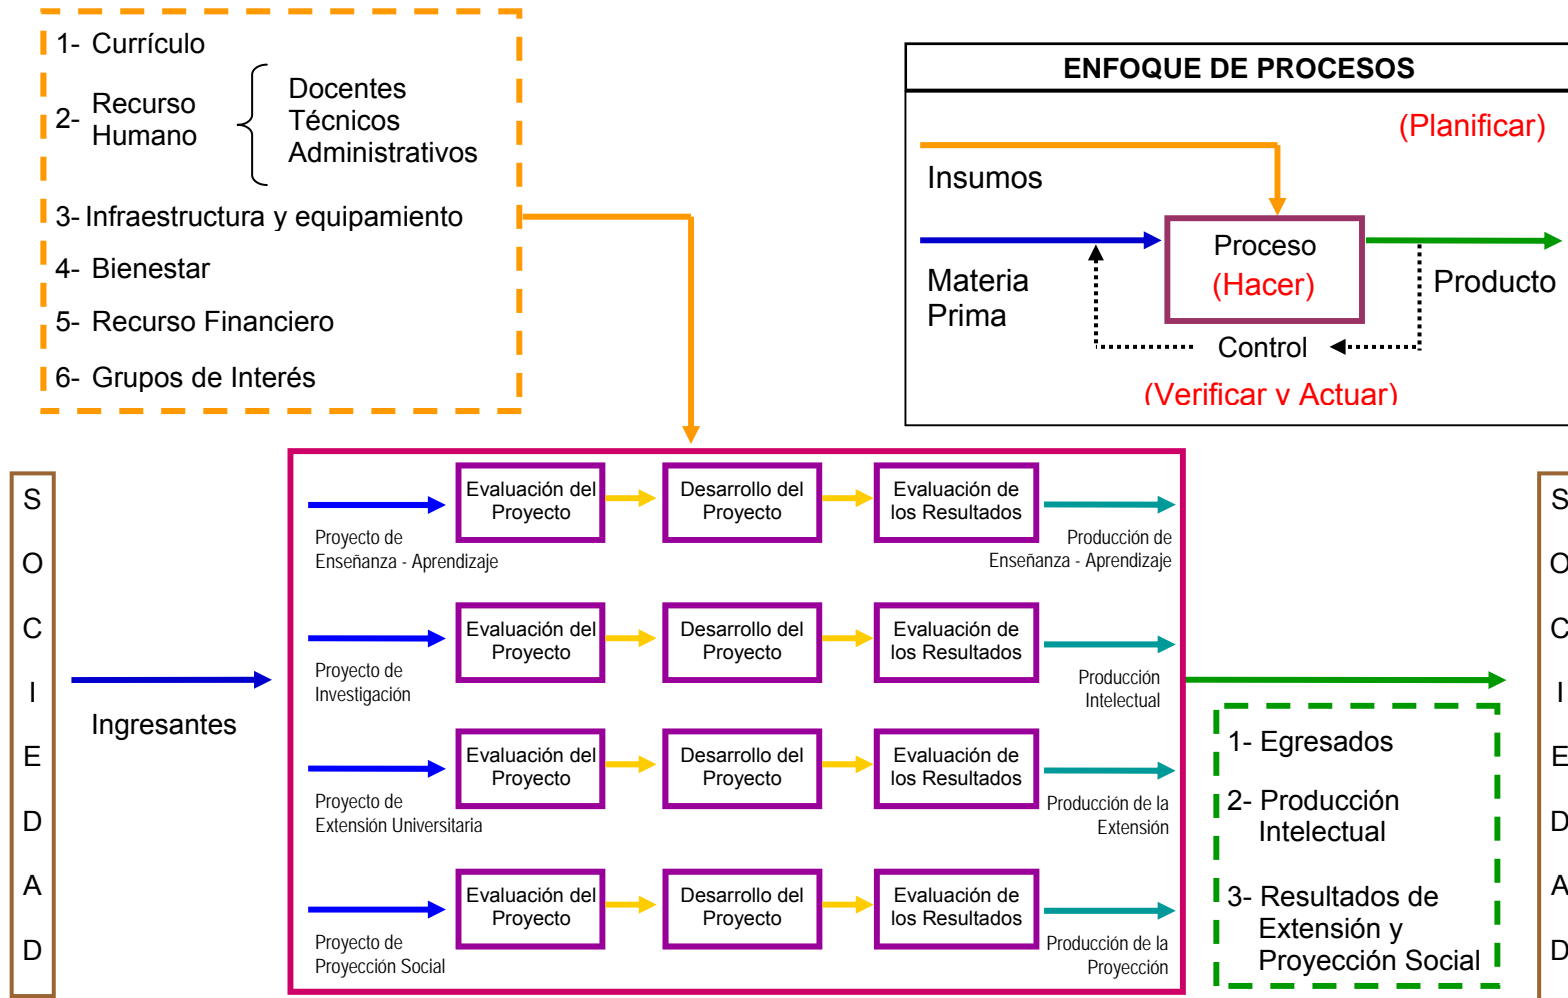 1- Currículo
2- Recurso
Humano
Docentes
Técnicos
Administrativos
3- Infraestructura y equipamiento
4- Bienestar
5- Recurso Financiero
6- Grupos de Interés
ENFOQUE DE PROCESOS
(Planificar)
Insumos
Proceso
(Hacer)
Materia
Prima
Producto
Control
(Verificar y Actuar)
SOCIEDAD
Ingresantes
Evaluación del
Proyecto
Desarrollo del
Proyecto
Evaluación de
los Resultados
Proyecto de
Enseñanza - Aprendizaje
Producción de
Enseñanza - Aprendizaje
Evaluación del
Proyecto
Desarrollo del
Proyecto
Evaluación de
los Resultados
Proyecto de
Investigación
Producción
Intelectual
Evaluación del
Proyecto
Desarrollo del
Proyecto
Evaluación de
los Resultados
Proyecto de
Extensión Universitaria
Producción de la
Extensión
Evaluación del
Proyecto
Desarrollo del
Proyecto
Evaluación de
los Resultados
Proyecto de
Proyección Social
Producción de la
Proyección
1- Egresados
2- Producción
Intelectual
3- Resultados de
Extensión y
Proyección Social
SOCIEDAD